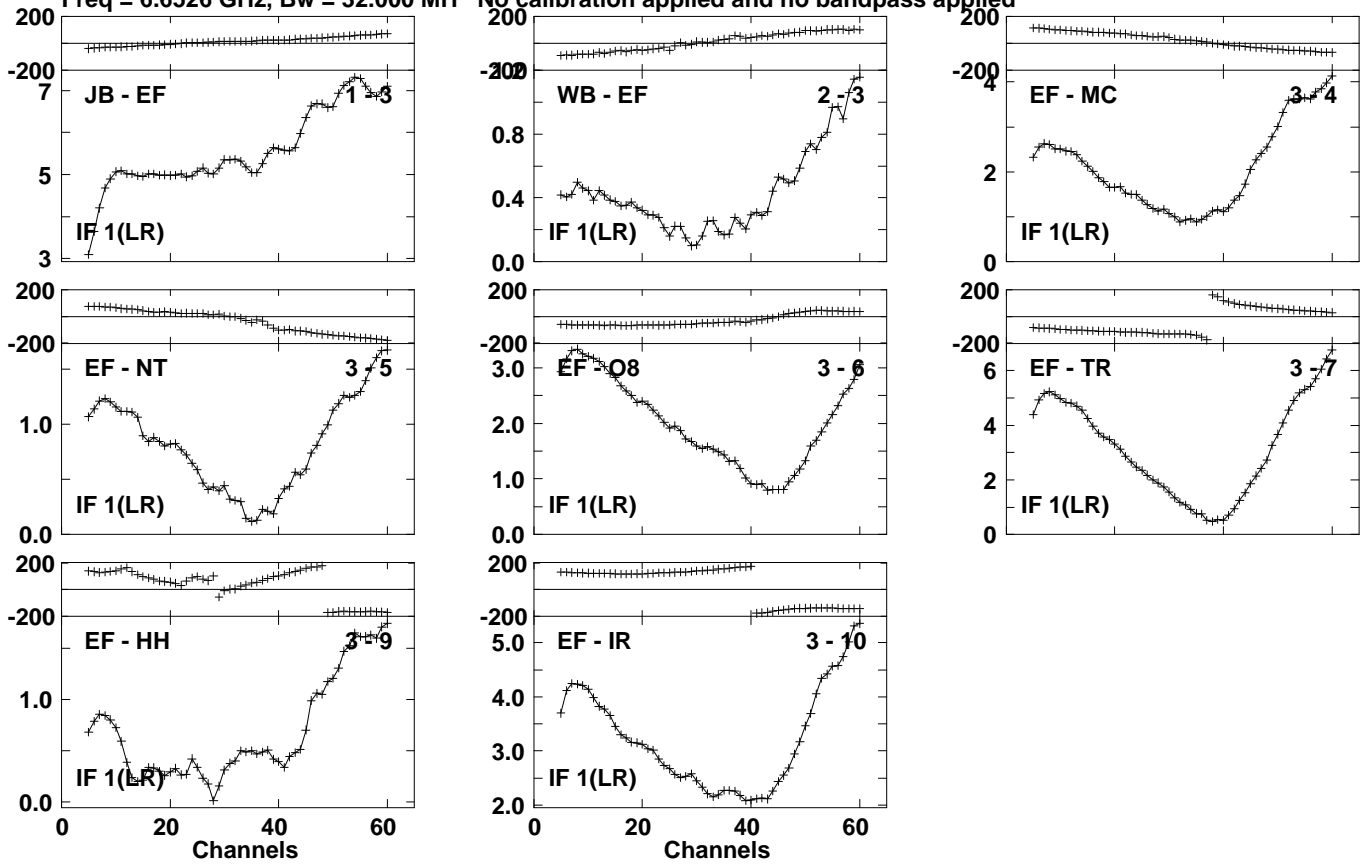 Freq = 6.6526 GHz, Bw = 32.000 MH No calibration applied and no bandpass applied
200
-200
7
5
3
JB - EF
1 - 3
IF 1(LR)
200
-200
1.2
0.8
0.4
0.0
WB - EF
2 - 3
IF 1(LR)
200
-200
4
2
0
EF - MC
3 - 4
IF 1(LR)
200
-200
1.0
0.0
EF - NT
3 - 5
IF 1(LR)
200
-200
3.0
2.0
1.0
0.0
EF - O8
3 - 6
IF 1(LR)
200
-200
6
4
2
0
EF - TR
3 - 7
IF 1(LR)
200
-200
1.0
0.0
EF - HH
3 - 9
IF 1(LR)
0 20 40 60
Channels
200
-200
5.0
4.0
3.0
2.0
EF - IR
3 - 10
IF 1(LR)
0 20 40 60
Channels